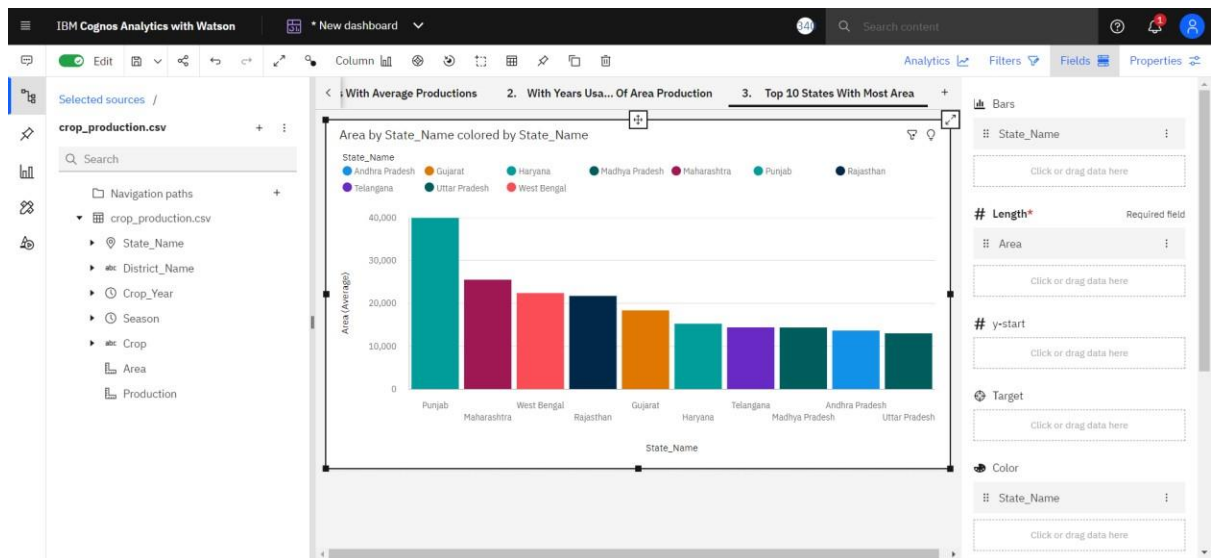 IBM Cognos Analytics with Watson
* New dashboard
340
Search content
1
Edit
Column
Analytics
Filters
Fields
Properties
Selected sources /
crop_production.csv
Search
Navigation paths
crop_production.csv
State_Name
abc District_Name
Crop_Year
Season
abc Crop
Area
Production
s With Average Productions
2. With Years Usa... Of Area Production
3. Top 10 States With Most Area
Area by State_Name colored by State_Name
State_Name
Andhra Pradesh Gujarat Haryana Madhya Pradesh Maharashtra Punjab Rajasthan
Telangana Uttar Pradesh West Bengal
Area (Average)
40,000
30,000
20,000
10,000
0
Punjab West Bengal Gujarat Telangana Andhra Pradesh
Maharashtra Rajasthan Haryana Madhya Pradesh Uttar Pradesh
State_Name
Bars
State_Name
Click or drag data here
# Length* Required field
Area
Click or drag data here
# y-start
Click or drag data here
Target
Click or drag data here
Color
State_Name
Click or drag data here